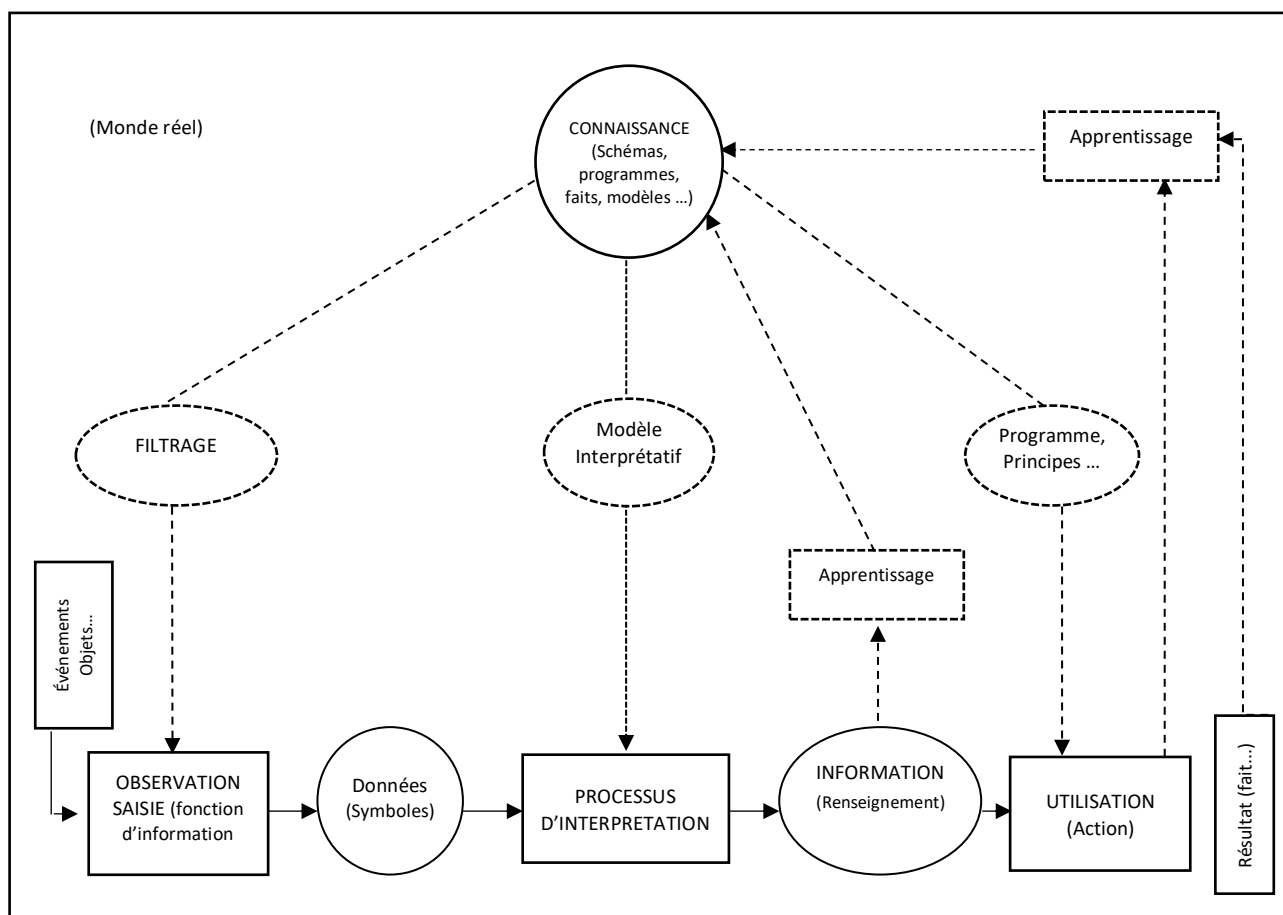 (Monde réel)
CONNAISSANCE
(Schémas,
programmes,
faits, modèles …)
Apprentissage
FILTRAGE
Modèle
Interprétatif
Programme,
Principes …
Apprentissage
Événements
Objets…
OBSERVATION
SAISIE (fonction
d’information
Données
(Symboles)
PROCESSUS
D’INTERPRETATION
INFORMATION
(Renseignement)
UTILISATION
(Action)
Résultat (fait…)